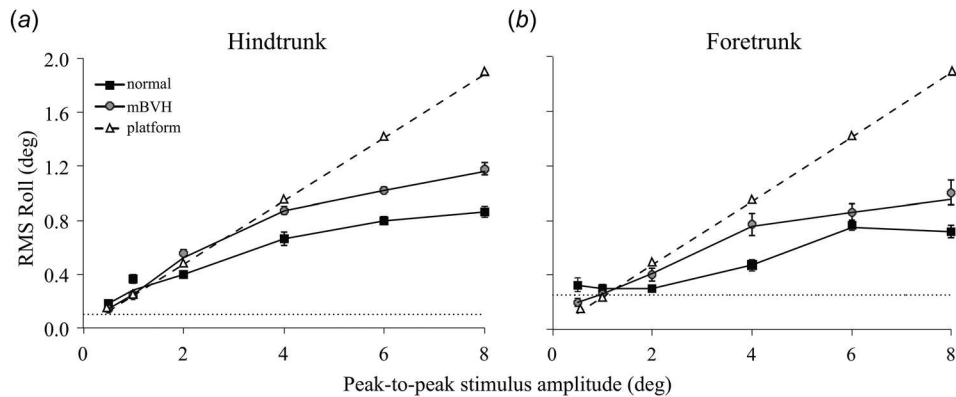 (a) (b)
Hindtrunk Foretrunk
2.0
normal
mBVH
platform
1.6
1.2
0.8
0.4
0.0
RMS Roll (deg)
0 2 4 6 8 0 2 4 6 8
Peak-to-peak stimulus amplitude (deg)